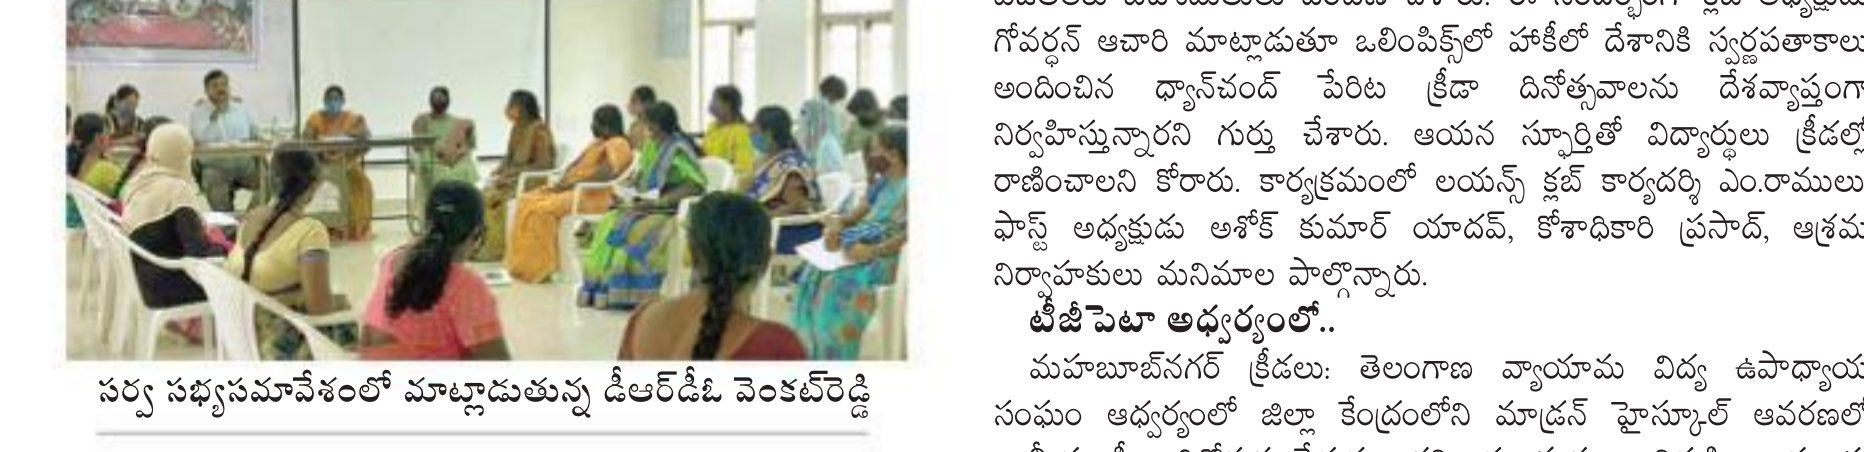 సర్వ సభ్యసమావేశంలో మాట్లాడుతున్న డీఆర్‌డీఓ వెంకట్‌రెడ్డి
గోవర్ధన్ ఆచారి మాట్లాడుతూ ఒలింపిక్స్‌లో హాకీలో దేశానికి స్వర్ణపతాకాలు
అందించిన ధ్యాన్‌చంద్ పేరిట క్రీడా దినోత్సవాలను దేశవ్యాప్తంగా
నిర్వహిస్తున్నారని గుర్తు చేశారు. ఆయన స్ఫూర్తితో విద్యార్థులు క్రీడల్లో
రాణించాలని కోరారు. కార్యక్రమంలో లయన్స్ క్లబ్ కార్యదర్శి ఎం.రాములు
ఫాస్ట్ అధ్యక్షుడు అశోక్ కుమార్ యాదవ్, కోశాధికారి ప్రసాద్, ఆశ్రమ
నిర్వాహకులు మనిమాల పాల్గొన్నారు.
టీజీపెటా అధ్వర్యంలో..
మహబూబ్‌నగర్ క్రీడలు: తెలంగాణ వ్యాయామ విద్య ఉపాధ్యాయ
సంఘం ఆధ్వర్యంలో జిల్లా కేంద్రంలోని మాడ్రన్ హైస్కూల్ ఆవరణలో